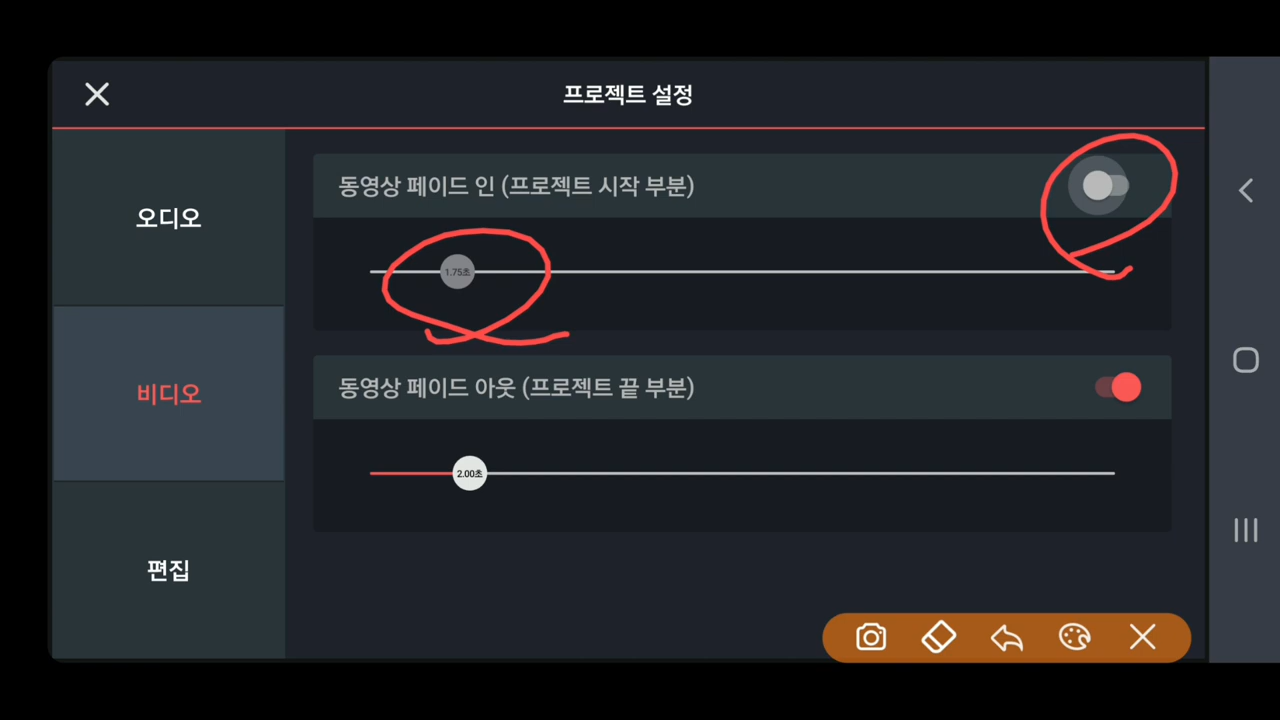 프로젝트 설정
오디오
비디오
편집
동영상 페이드 인 (프로젝트 시작 부분)
1.75초
동영상 페이드 아웃 (프로젝트 끝 부분)
2.00초